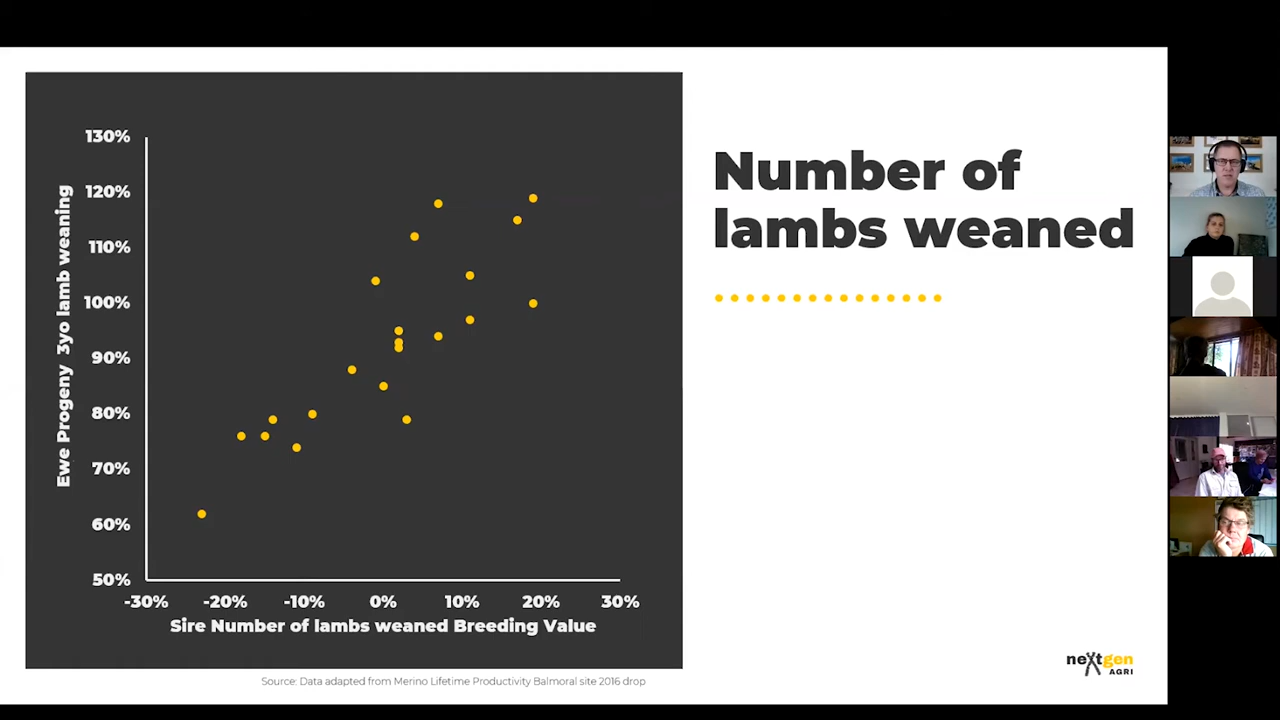 Number of
lambs weaned
130%
120%
110%
100%
90%
80%
70%
60%
50%
Ewe Progeny 3yo lamb weaning
-30% -20% -10% 0% 10% 20% 30%
Sire Number of lambs weaned Breeding Value
Source: Data adapted from Merino Lifetime Productivity Balmoral site 2016 drop
nextgen
AGRI